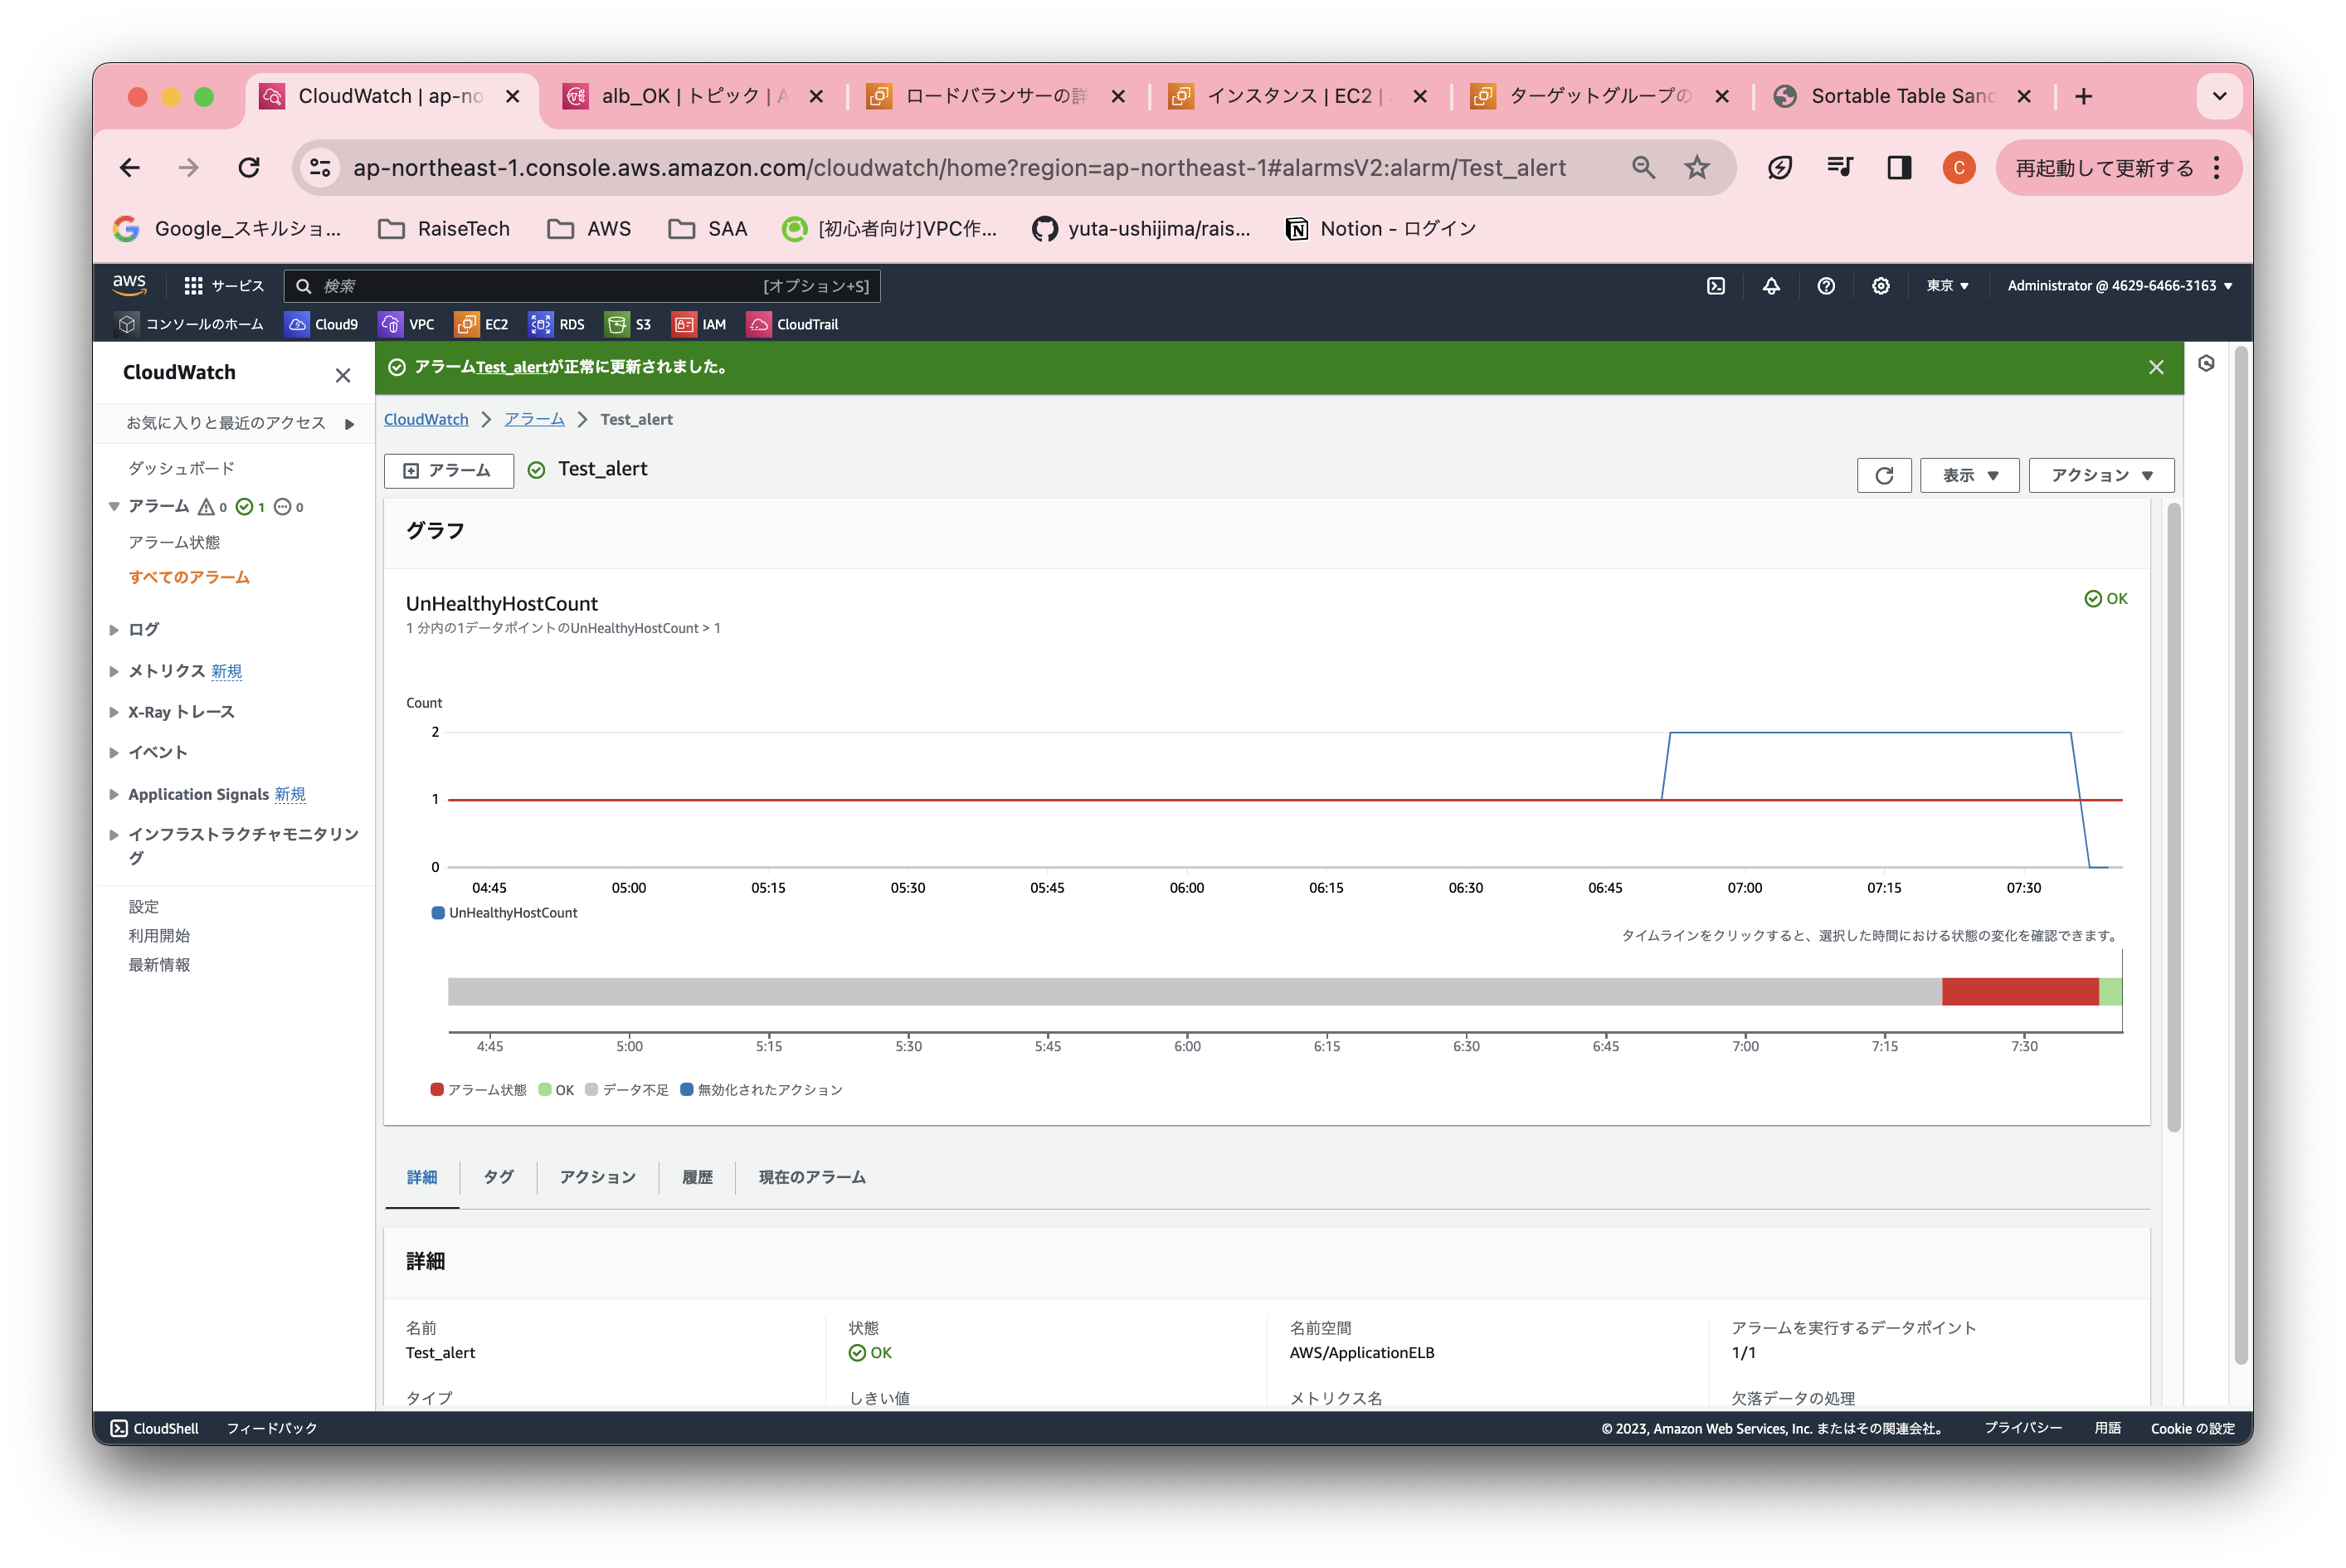 CloudWatch | ap-no
alb_OK | トピック | A
ロードバランサーの詳
インスタンス | EC2 |
ターゲットグループの
Sortable Table Sand
ap-northeast-1.console.aws.amazon.com/cloudwatch/home?region=ap-northeast-1#alarmsV2:alarm/Test_alert
C
再起動して更新する
Google_スキルショ...
RaiseTech
AWS
SAA
[初心者向け]VPC作...
yuta-ushijima/rais...
Notion - ログイン
aws
サービス
検索
[オプション+S]
東京
Administrator @ 4629-6466-3163
コンソールのホーム
Cloud9
VPC
EC2
RDS
S3
IAM
CloudTrail
CloudWatch
お気に入りと最近のアクセス
ダッシュボード
アラーム 0 1 0
アラーム状態
すべてのアラーム
ログ
メトリクス 新規
X-Ray トレース
イベント
Application Signals 新規
インフラストラクチャモニタリン
グ
設定
利用開始
最新情報
アラームTest_alertが正常に更新されました。
CloudWatch
アラーム
Test_alert
アラーム
Test_alert
表示
アクション
グラフ
UnHealthyHostCount
OK
1 分内の1データポイントのUnHealthyHostCount > 1
Count
2
1
0
04:45
05:00
05:15
05:30
05:45
06:00
06:15
06:30
06:45
07:00
07:15
07:30
UnHealthyHostCount
タイムラインをクリックすると、選択した時間における状態の変化を確認できます。
4:45
5:00
5:15
5:30
5:45
6:00
6:15
6:30
6:45
7:00
7:15
7:30
アラーム状態
OK
データ不足
無効化されたアクション
詳細
タグ
アクション
履歴
現在のアラーム
詳細
名前
Test_alert
状態
OK
名前空間
AWS/ApplicationELB
アラームを実行するデータポイント
1/1
タイプ
しきい値
メトリクス名
欠落データの処理
CloudShell
フィードバック
© 2023, Amazon Web Services, Inc. またはその関連会社。
プライバシー
用語
Cookie の設定